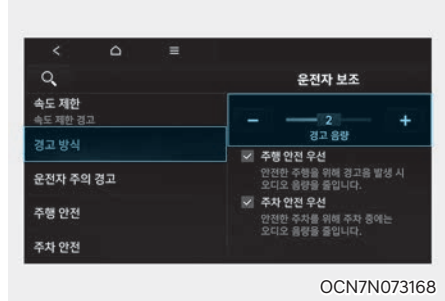 운전자 보조
속도 제한
속도 제한 경고
경고 방식
운전자 주의 경고
주행 안전
주차 안전
− 2 +
경고 음량
주행 안전 우선
안전한 주행을 위해 경고음 발생 시
오디오 음량을 줄입니다.
주차 안전 우선
안전한 주차를 위해 주차 중에는
오디오 음량을 줄입니다.
OCN7N073168